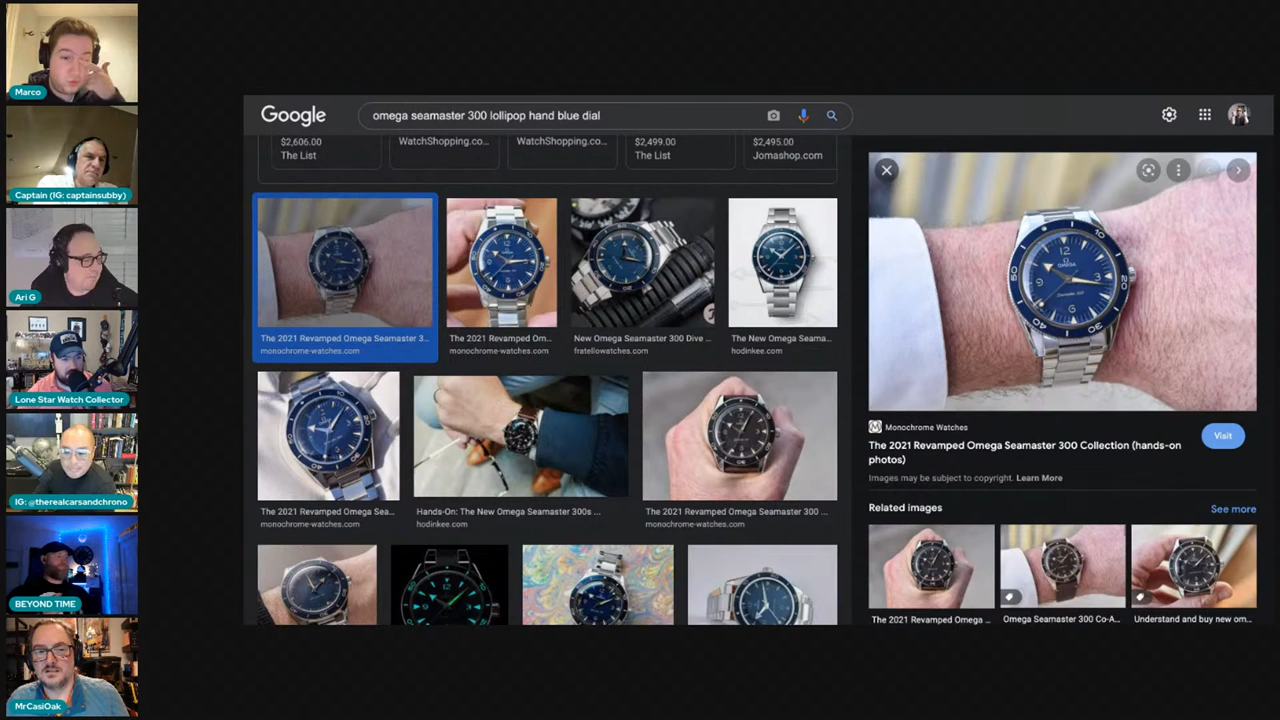 Marco
Captain (IG: captainsubby)
Ari G
Lone Star Watch Collector
IG: @therealcarsandchrono
BEYOND TIME
MrCasiOak
Google
omega seamaster 300 lollipop hand blue dial
$2,606.00
The List
WatchShopping.co...
WatchShopping.co...
$2,499.00
The List
$2,495.00
Jomashop.com
The 2021 Revamped Omega Seamaster 3...
monochrome-watches.com
The 2021 Revamped Om...
monochrome-watches.com
New Omega Seamaster 300 Dive ...
fratellowatches.com
The New Omega Seama...
hodinkee.com
The 2021 Revamped Omega Sea...
monochrome-watches.com
Hands-On: The New Omega Seamaster 300s ...
hodinkee.com
The 2021 Revamped Omega Seamaster 300 ...
monochrome-watches.com
OMEGA
Seamaster 300
Monochrome Watches
The 2021 Revamped Omega Seamaster 300 Collection (hands-on
photos)
Visit
Images may be subject to copyright. Learn More
Related images
See more
The 2021 Revamped Omega ...
Omega Seamaster 300 Co-A...
Understand and buy new om...